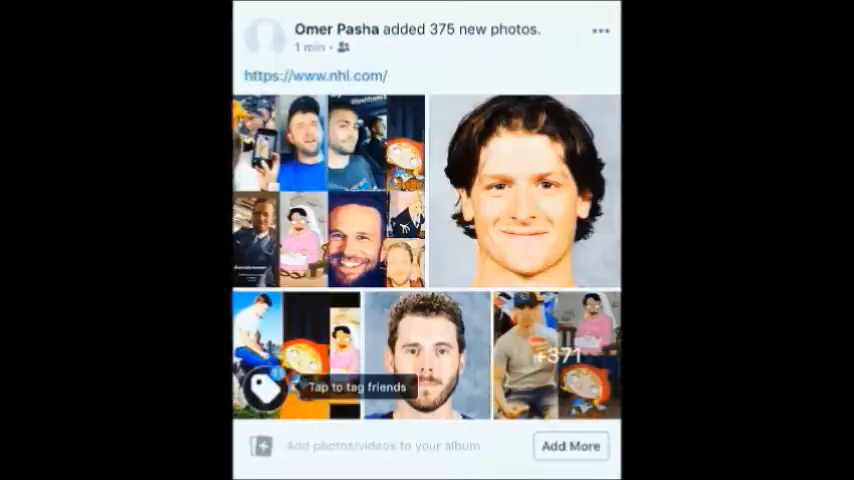 Omer Pasha added 375 new photos.
1 min ·
https://www.nhl.com/
+371
Tap to tag friends
Add photos/videos to your album
Add More